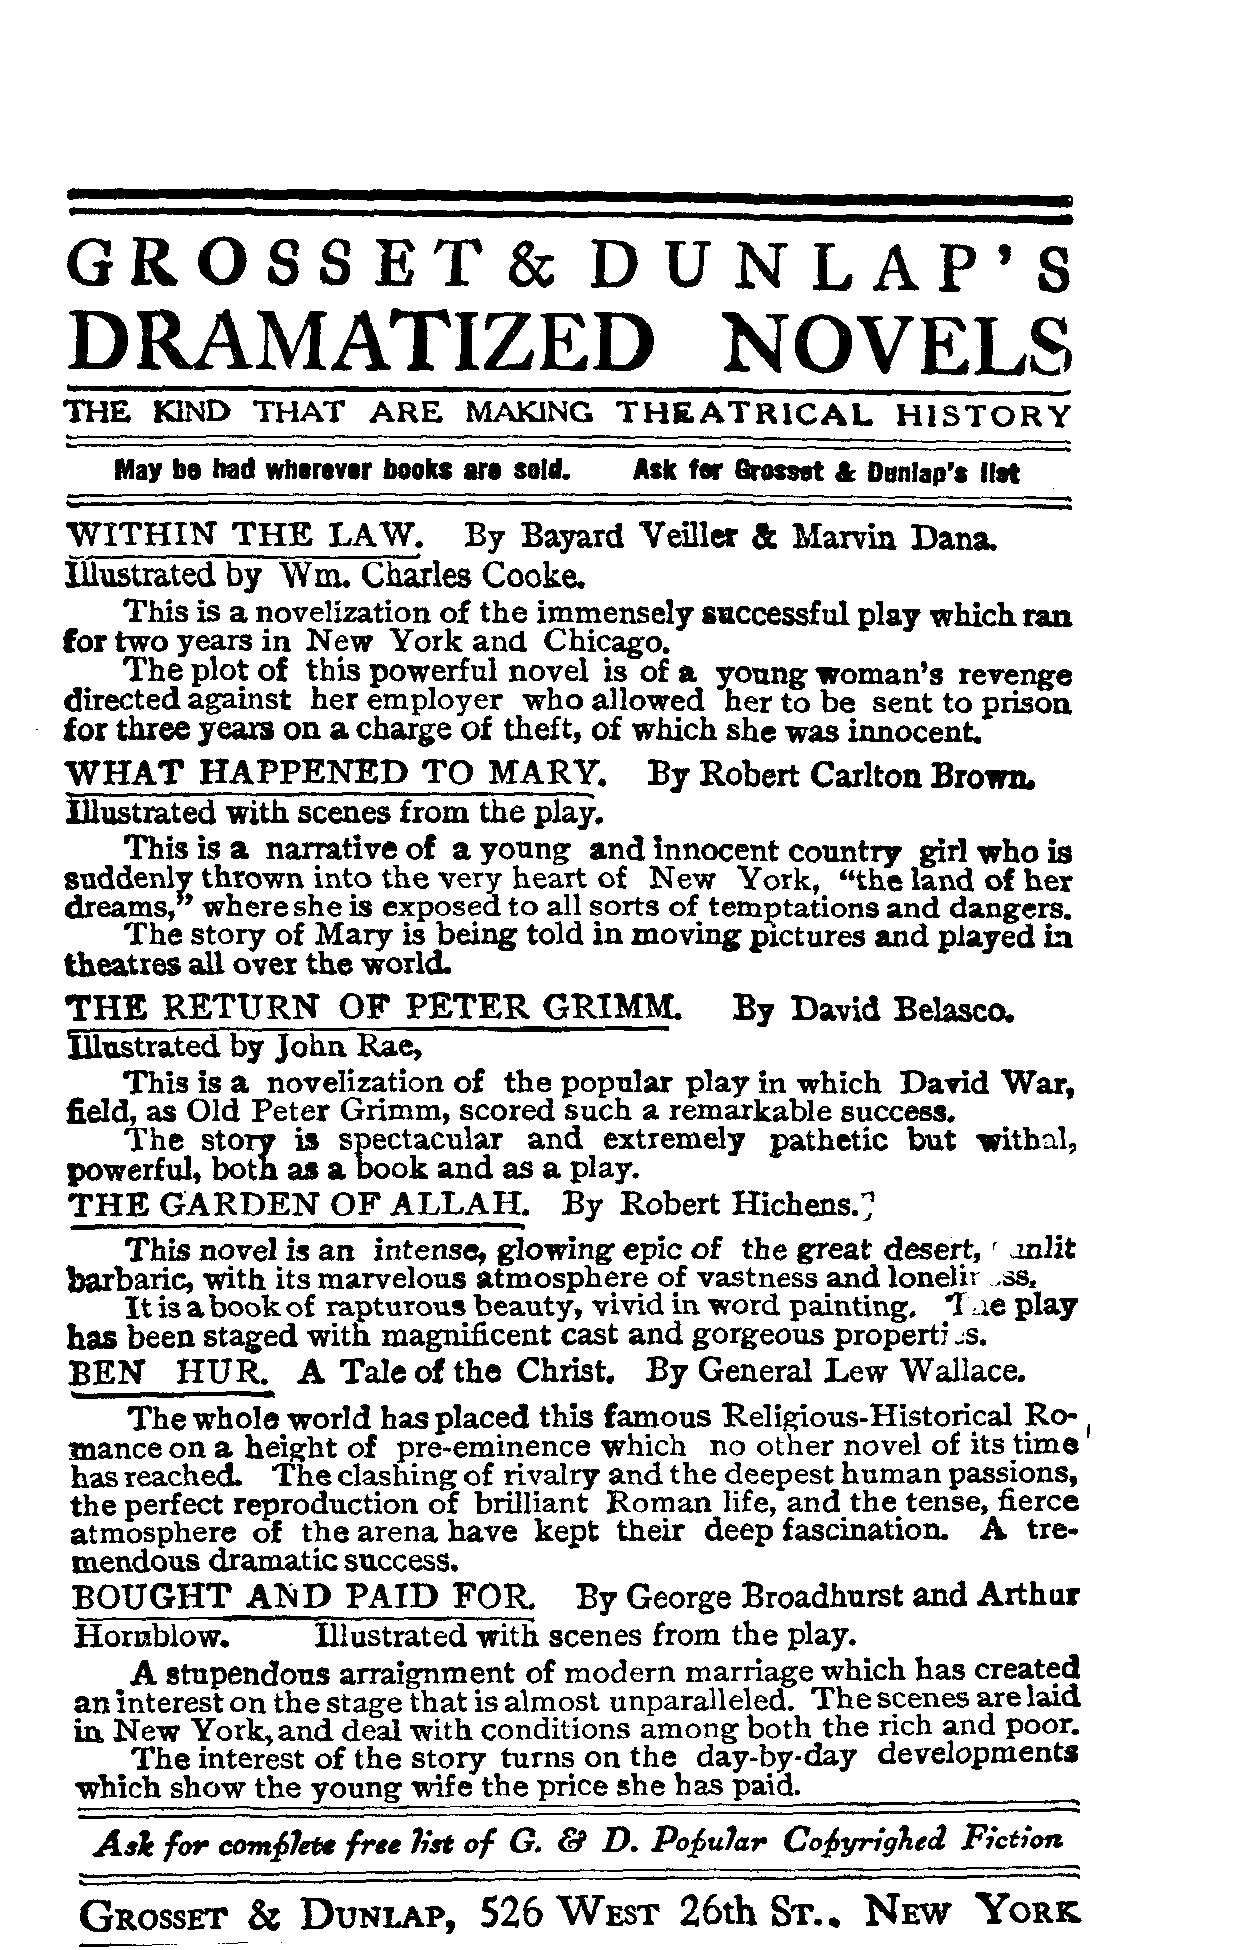 GROSSET & DUNLAP'S
DRAMATIZED NOVELS
THE KIND THAT ARE MAKING THEATRICAL HISTORY
May be had wherever books are sold. Ask for Grosset & Dunlap's list
WITHIN THE LAW. By Bayard Veiller & Marvin Dana.
Illustrated by Wm. Charles Cooke.
This is a novelization of the immensely successful play which ran
for two years in New York and Chicago.
The plot of this powerful novel is of a young woman's revenge
directed against her employer who allowed her to be sent to prison
for three years on a charge of theft, of which she was innocent.
WHAT HAPPENED TO MARY. By Robert Carlton Brown.
Illustrated with scenes from the play.
This is a narrative of a young and innocent country girl who is
suddenly thrown into the very heart of New York, “the land of her
dreams,” where she is exposed to all sorts of temptations and dangers.
The story of Mary is being told in moving pictures and played in
theatres all over the world.
THE RETURN OF PETER GRIMM. By David Belasco.
Illustrated by John Rae,
This is a novelization of the popular play in which David War,
field, as Old Peter Grimm, scored such a remarkable success.
The story is spectacular and extremely pathetic but withal,
powerful, both as a book and as a play.
THE GARDEN OF ALLAH. By Robert Hichens.
This novel is an intense, glowing epic of the great desert,
barbaric, with its marvelous atmosphere of vastness and loneliness.
It is a book of rapturous beauty, vivid in word painting. The play
has been staged with magnificent cast and gorgeous properties.
BEN HUR. A Tale of the Christ. By General Lew Wallace.
The whole world has placed this famous Religious-Historical Ro-
mance on a height of pre-eminence which no other novel of its time
has reached. The clashing of rivalry and the deepest human passions,
the perfect reproduction of brilliant Roman life, and the tense, fierce
atmosphere of the arena have kept their deep fascination. A tre-
mendous dramatic success.
BOUGHT AND PAID FOR. By George Broadhurst and Arthur
Hornblow. Illustrated with scenes from the play.
A stupendous arraignment of modern marriage which has created
an interest on the stage that is almost unparalleled. The scenes are laid
in New York, and deal with conditions among both the rich and poor.
The interest of the story turns on the day-by-day developments
which show the young wife the price she has paid.
Ask for complete free list of G. & D. Popular Copyrighed Fiction
GROSSET & DUNLAP, 526 WEST 26th ST., NEW YORK